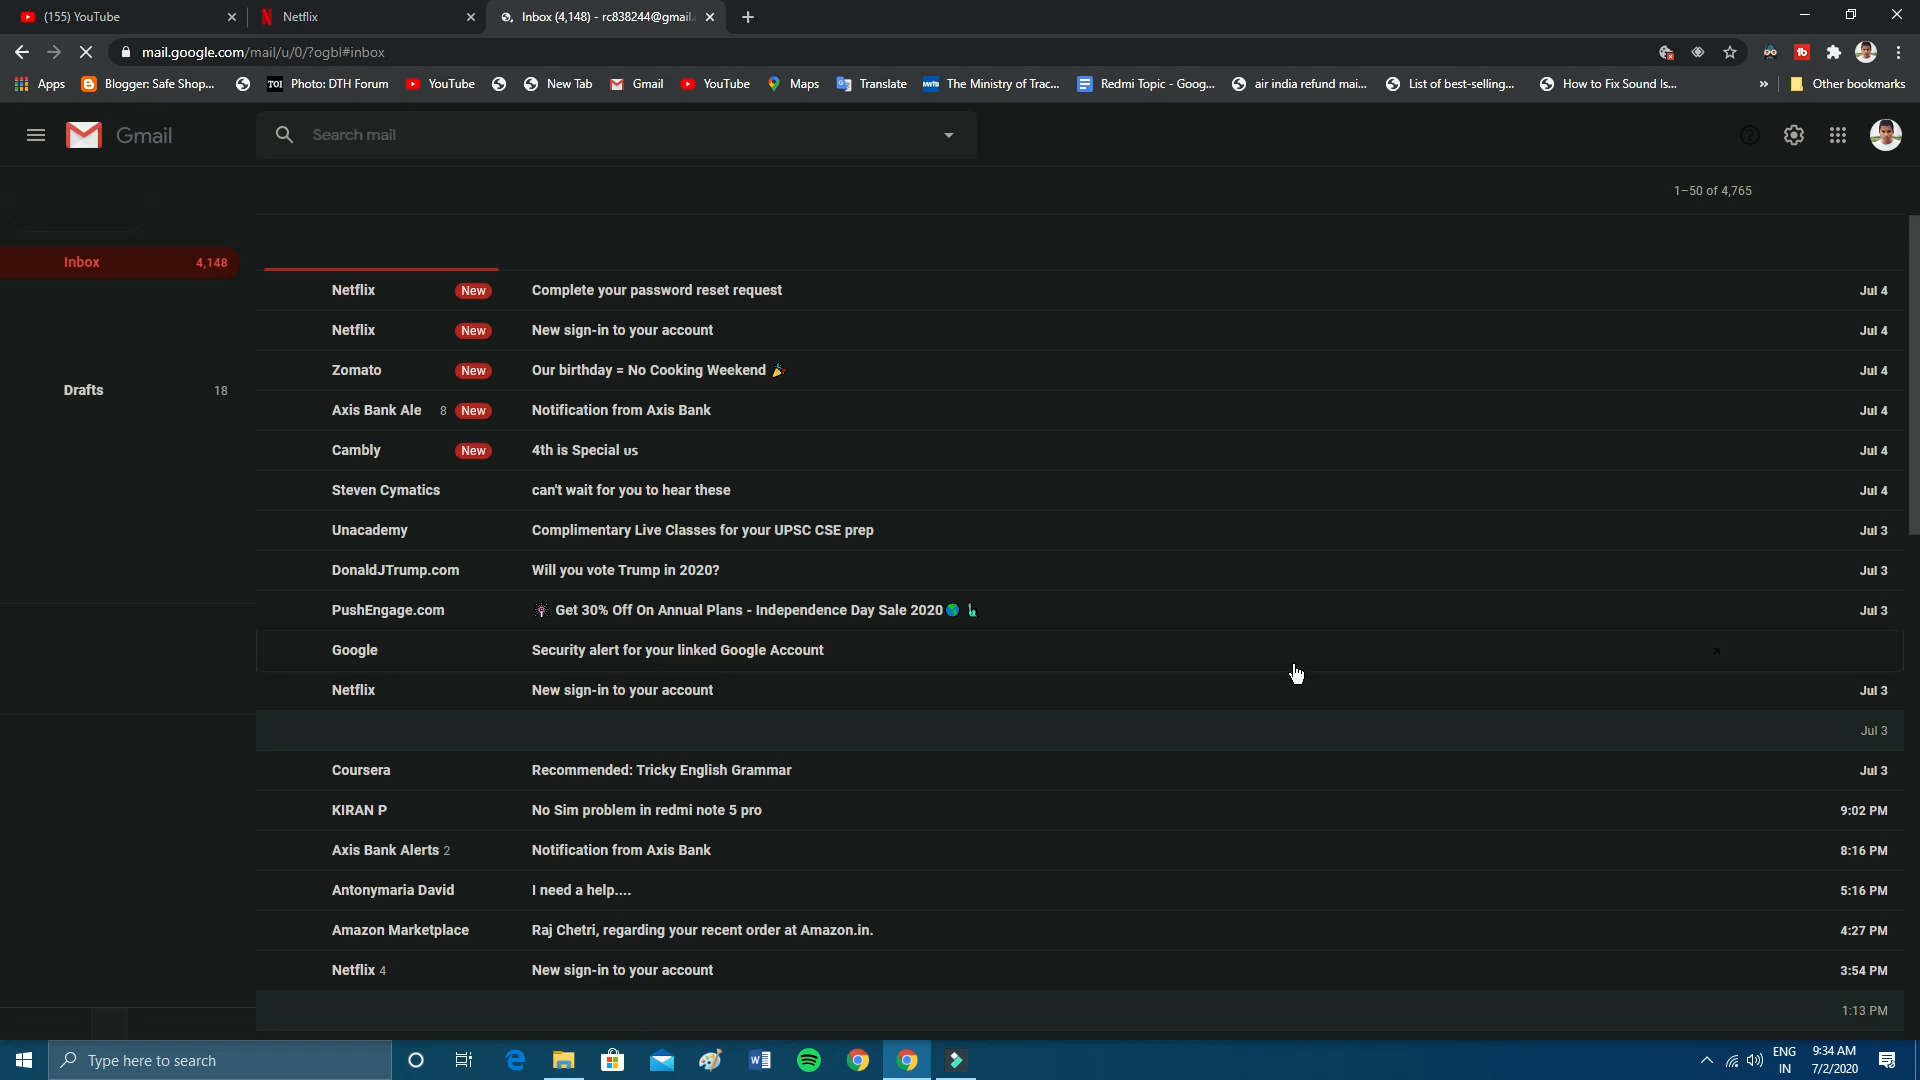 (155) YouTube
Netflix
Inbox (4,148) - rc838244@gmail.
mail.google.com/mail/u/0/?ogbl#inbox
Apps
Blogger: Safe Shop...
TOI Photo: DTH Forum
YouTube
New Tab
Gmail
YouTube
Maps
Translate
The Ministry of Trac...
Redmi Topic - Goog...
air india refund mai...
List of best-selling...
How to Fix Sound Is...
»
Other bookmarks
Gmail
Search mail
1–50 of 4,765
Inbox 4,148
Drafts 18
Netflix New Complete your password reset request Jul 4
Netflix New New sign-in to your account Jul 4
Zomato New Our birthday = No Cooking Weekend 🎉 Jul 4
Axis Bank Ale 8 New Notification from Axis Bank Jul 4
Cambly New 4th is Special us Jul 4
Steven Cymatics can't wait for you to hear these Jul 4
Unacademy Complimentary Live Classes for your UPSC CSE prep Jul 3
DonaldJTrump.com Will you vote Trump in 2020? Jul 3
PushEngage.com 🎇 Get 30% Off On Annual Plans - Independence Day Sale 2020🌎 🗽 Jul 3
Google Security alert for your linked Google Account
Netflix New sign-in to your account Jul 3
Jul 3
Coursera Recommended: Tricky English Grammar Jul 3
KIRAN P No Sim problem in redmi note 5 pro 9:02 PM
Axis Bank Alerts 2 Notification from Axis Bank 8:16 PM
Antonymaria David I need a help.... 5:16 PM
Amazon Marketplace Raj Chetri, regarding your recent order at Amazon.in. 4:27 PM
Netflix 4 New sign-in to your account 3:54 PM
1:13 PM
Type here to search
ENG
IN
9:34 AM
7/2/2020